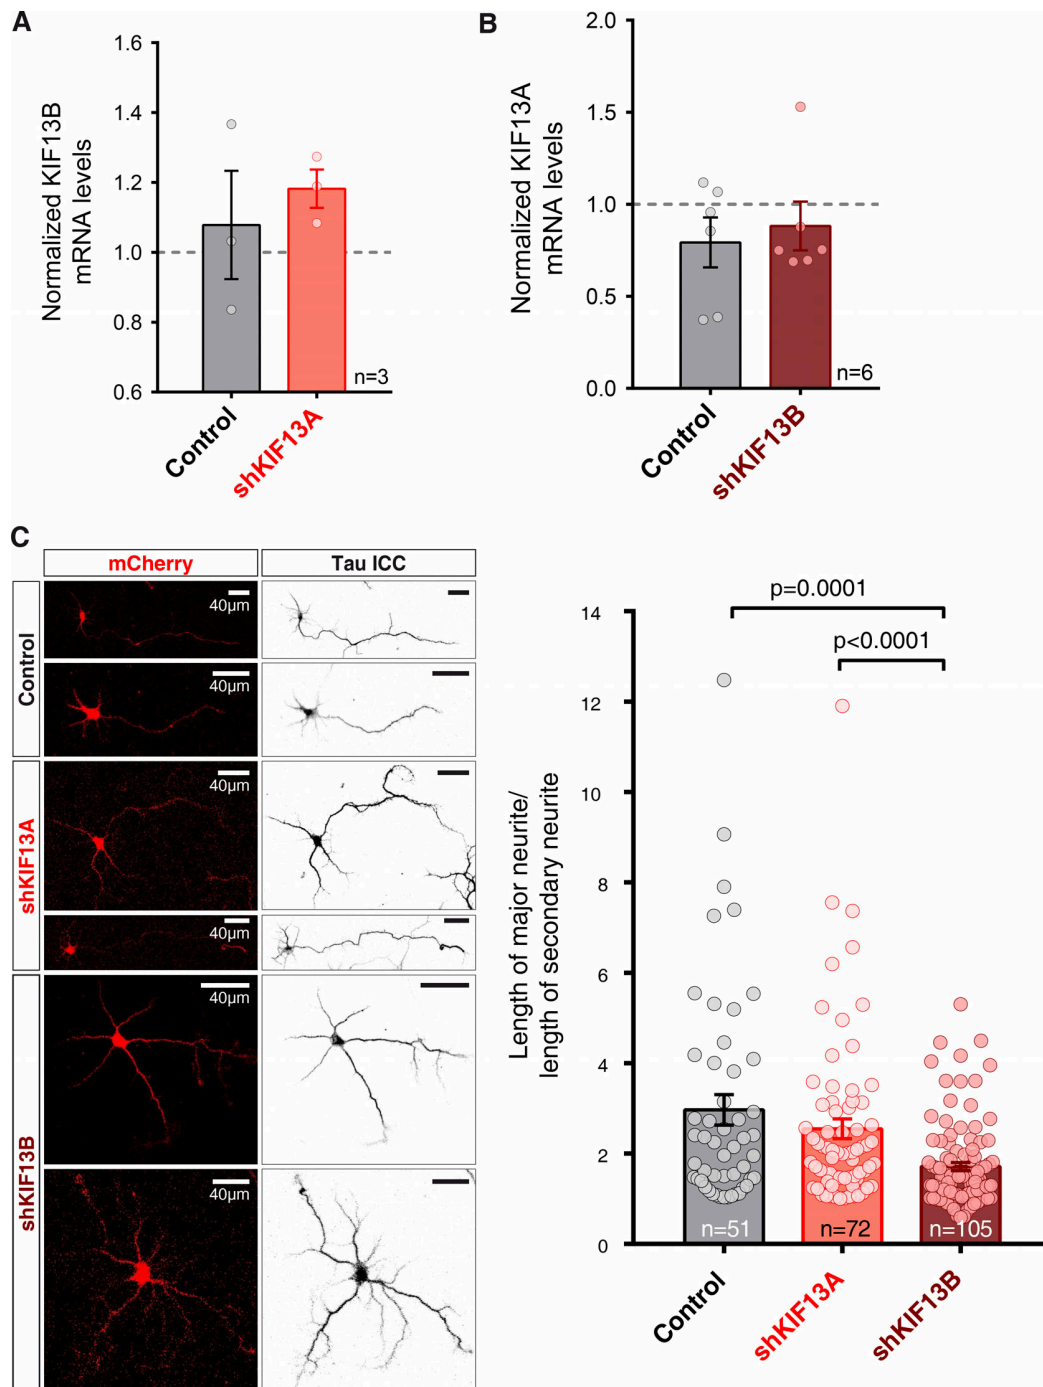 A
Normalized KIF13B
mRNA levels
1.6
1.4
1.2
1.0
0.8
0.6
n=3
Control
shKIF13A
B
Normalized KIF13A
mRNA levels
2.0
1.5
1.0
0.5
0.0
n=6
Control
shKIF13B
C
mCherry
Tau ICC
Control
40µm
40µm
shKIF13A
40µm
40µm
shKIF13B
40µm
40µm
Length of major neurite/
length of secondary neurite
p=0.0001
p<0.0001
14
12
10
8
6
4
2
0
n=51
n=72
n=105
Control
shKIF13A
shKIF13B